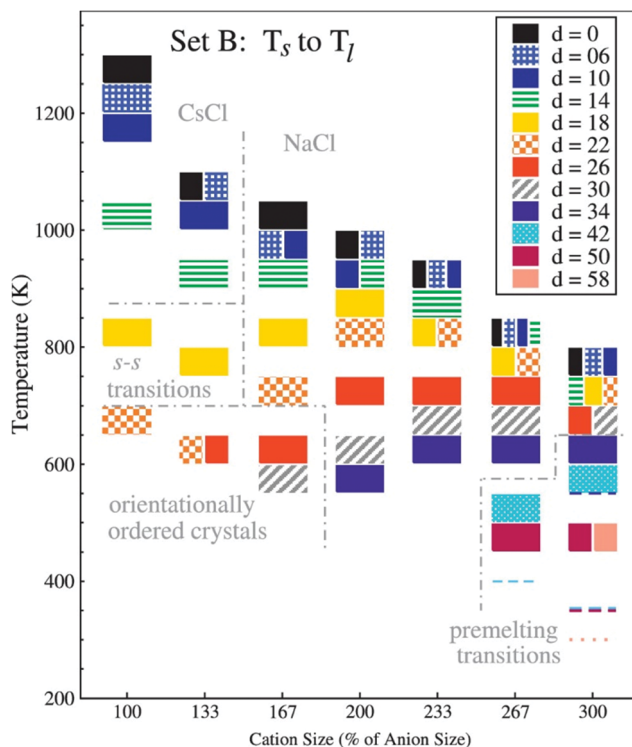 Set B: Ts to Tl
d = 0
d = 06
d = 10
d = 14
d = 18
d = 22
d = 26
d = 30
d = 34
d = 42
d = 50
d = 58
CsCl
NaCl
s-s
transitions
orientationally
ordered crystals
premelting
transitions
Temperature (K)
1200
1000
800
600
400
200
100
133
167
200
233
267
300
Cation Size (% of Anion Size)